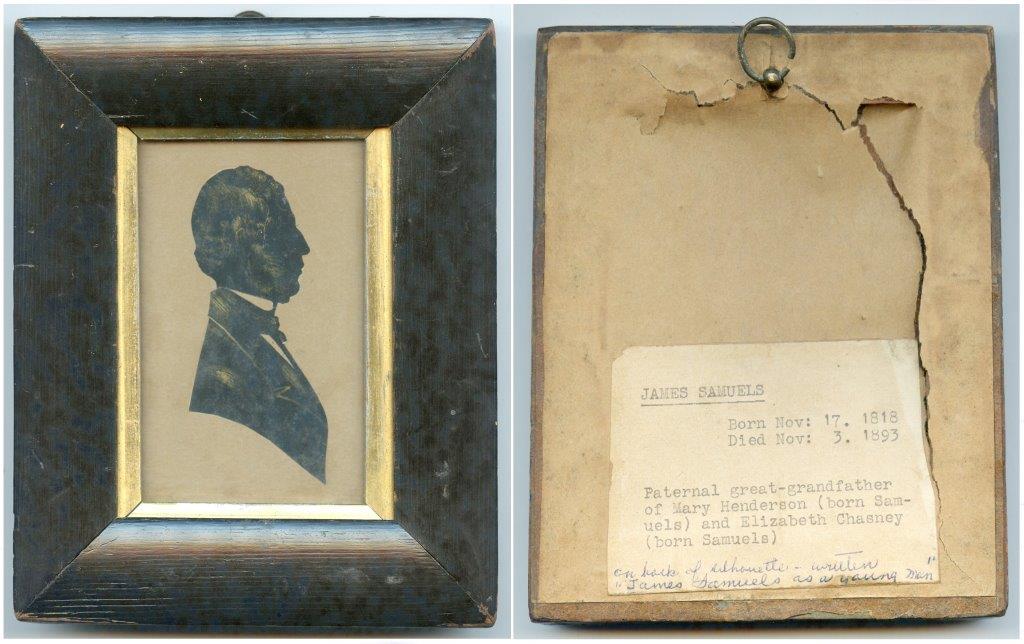 JAMES SAMUELS
Born Nov: 17. 1818
Died Nov: 3. 1893
Paternal great-grandfather
of Mary Henderson (born Sam-
uels) and Elizabeth Chasney
(born Samuels)
on back of silhouette - written
"James Samuels as a young man"